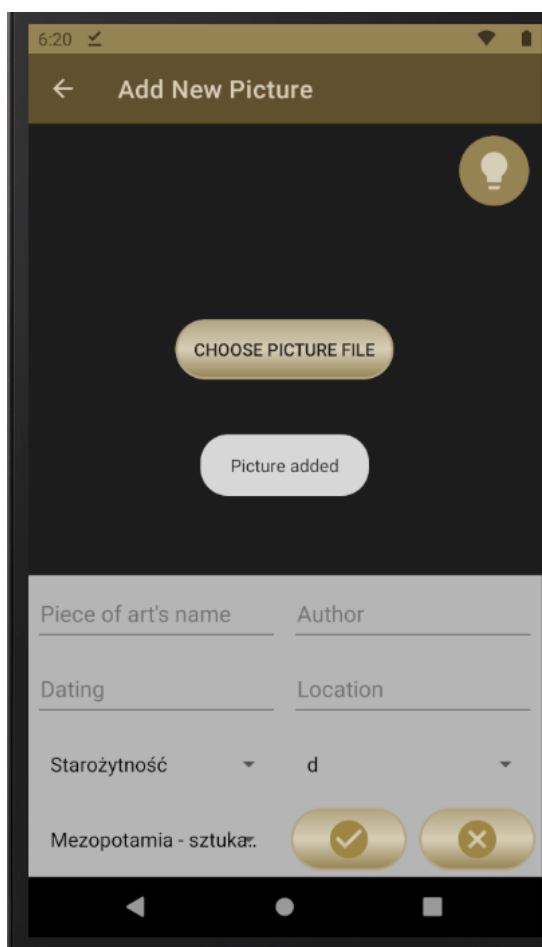 6:20
Add New Picture
CHOOSE PICTURE FILE
Picture added
Piece of art's name
Author
Dating
Location
Starożytność
d
Mezopotamia - sztuka..